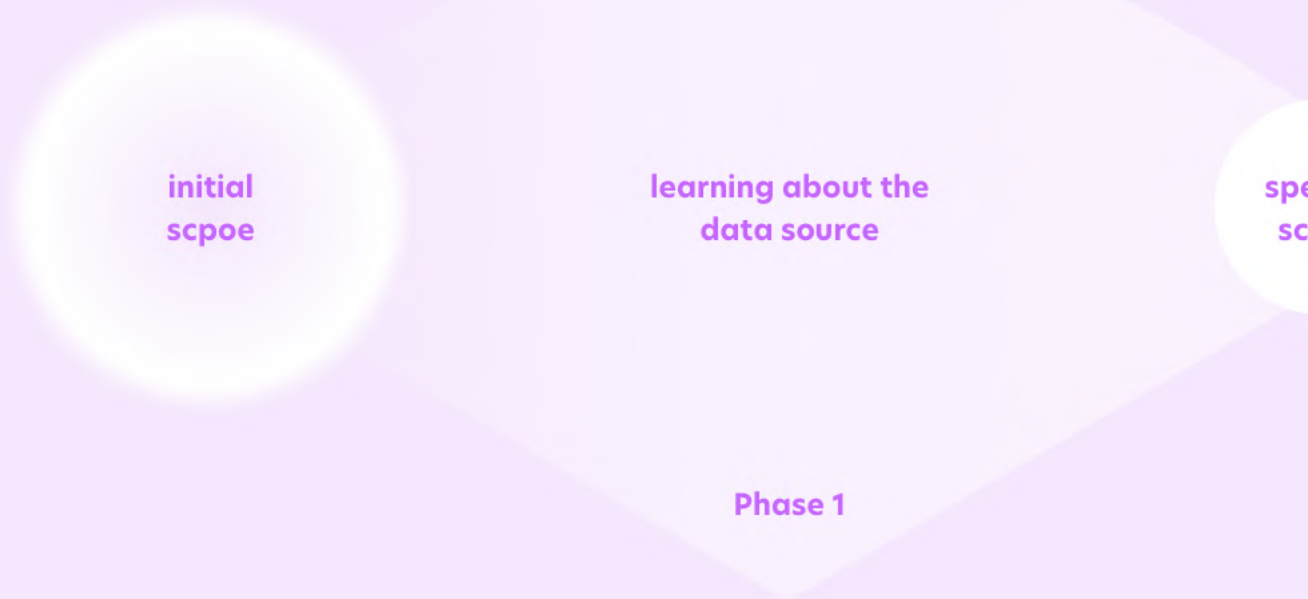 initial
scpoe
learning about the
data source
Phase 1